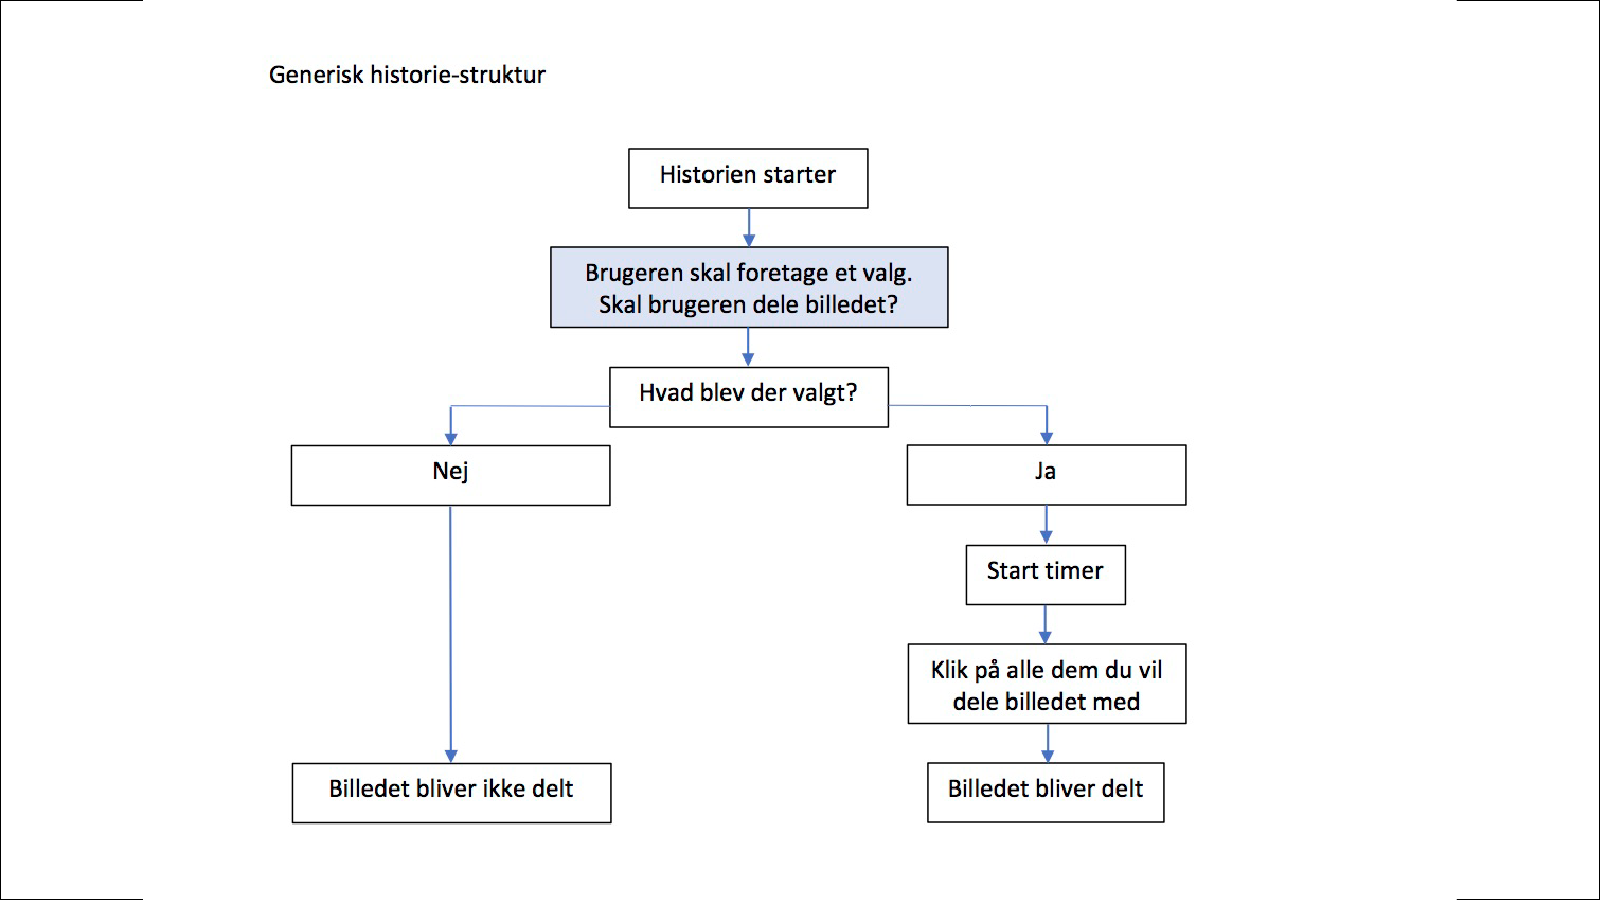 Generisk historie-struktur
Historien starter
Brugeren skal foretage et valg.
Skal brugeren dele billedet?
Hvad blev der valgt?
Nej
Ja
Start timer
Klik på alle dem du vil
dele billedet med
Billedet bliver ikke delt
Billedet bliver delt